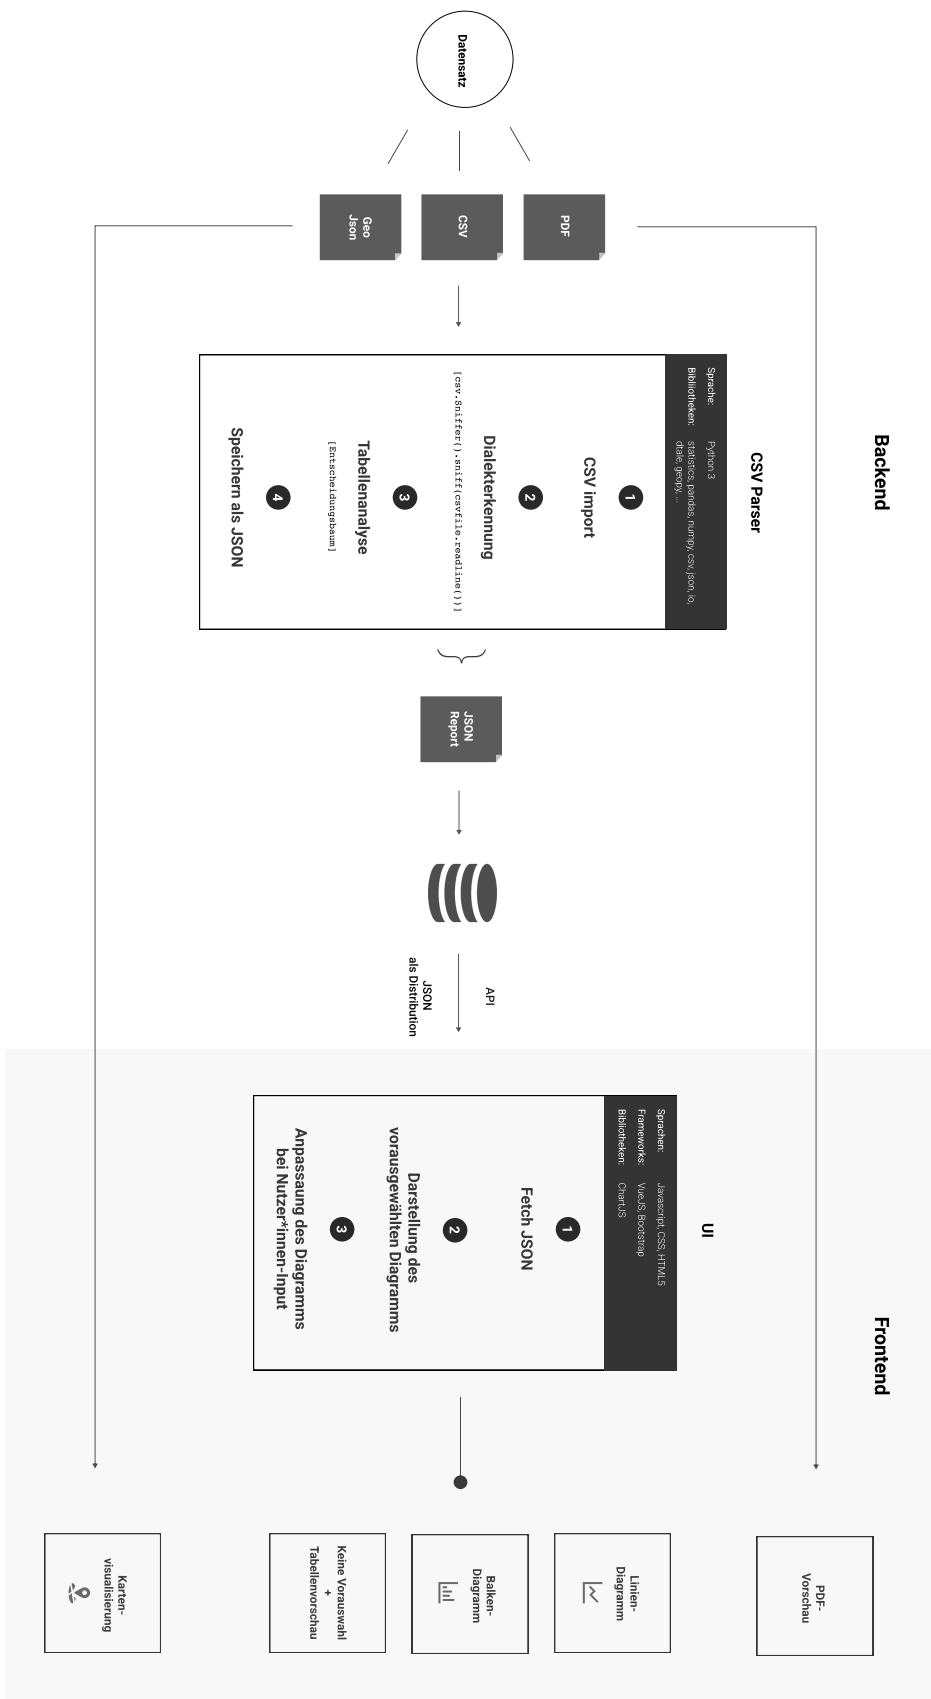 Backend
Frontend
Datensatz
PDF
CSV
Geo
Json
CSV Parser
Sprache: Python 3
Bibliiotheken: statistics, pandas, numpy, csv, json, io,
dtale, geopy, ...
1
CSV import
2
Dialekterkennung
[csv.Sniffer().sniff(csvfile.readline())]
3
Tabellenanalyse
[Entscheidungsbaum]
4
Speichern als JSON
JSON
Report
API
JSON
als Distribution
UI
Sprachen: Javascript, CSS, HTML5
Frameworks: VueJS, Bootstrap
Bibliotheken: ChartJS
1
Fetch JSON
2
Darstellung des
vorausgewählten Diagramms
3
Anpassaung des Diagramms
bei Nutzer*innen-Input
PDF-
Vorschau
Linien-
Diagramm
Balken-
Diagramm
Keine Vorauswahl
+
Tabellenvorschau
Karten-
visualisierung